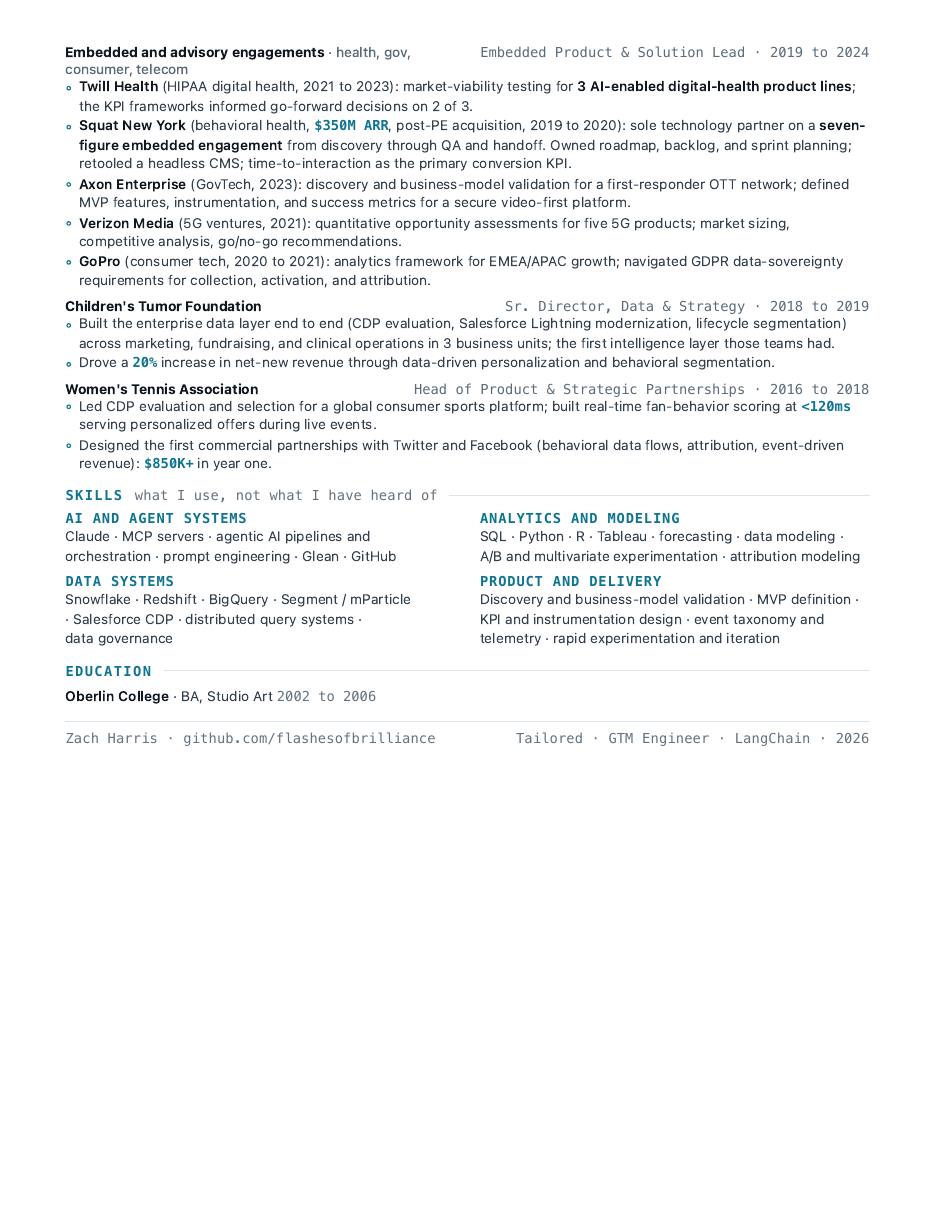 Embedded and advisory engagements · health, gov, consumer, telecom
Embedded Product & Solution Lead · 2019 to 2024
Twill Health (HIPAA digital health, 2021 to 2023): market-viability testing for 3 AI-enabled digital-health product lines;
the KPI frameworks informed go-forward decisions on 2 of 3.
Squat New York (behavioral health, $350M ARR, post-PE acquisition, 2019 to 2020): sole technology partner on a seven-
figure embedded engagement from discovery through QA and handoff. Owned roadmap, backlog, and sprint planning;
retooled a headless CMS; time-to-interaction as the primary conversion KPI.
Axon Enterprise (GovTech, 2023): discovery and business-model validation for a first-responder OTT network; defined
MVP features, instrumentation, and success metrics for a secure video-first platform.
Verizon Media (5G ventures, 2021): quantitative opportunity assessments for five 5G products; market sizing,
competitive analysis, go/no-go recommendations.
GoPro (consumer tech, 2020 to 2021): analytics framework for EMEA/APAC growth; navigated GDPR data-sovereignty
requirements for collection, activation, and attribution.
Children's Tumor Foundation
Sr. Director, Data & Strategy · 2018 to 2019
Built the enterprise data layer end to end (CDP evaluation, Salesforce Lightning modernization, lifecycle segmentation)
across marketing, fundraising, and clinical operations in 3 business units; the first intelligence layer those teams had.
Drove a 20% increase in net-new revenue through data-driven personalization and behavioral segmentation.
Women's Tennis Association
Head of Product & Strategic Partnerships · 2016 to 2018
Led CDP evaluation and selection for a global consumer sports platform; built real-time fan-behavior scoring at <120ms
serving personalized offers during live events.
Designed the first commercial partnerships with Twitter and Facebook (behavioral data flows, attribution, event-driven
revenue): $850K+ in year one.
SKILLS what I use, not what I have heard of
AI AND AGENT SYSTEMS
Claude · MCP servers · agentic AI pipelines and
orchestration · prompt engineering · Glean · GitHub
ANALYTICS AND MODELING
SQL · Python · R · Tableau · forecasting · data modeling ·
A/B and multivariate experimentation · attribution modeling
DATA SYSTEMS
Snowflake · Redshift · BigQuery · Segment / mParticle
· Salesforce CDP · distributed query systems ·
data governance
PRODUCT AND DELIVERY
Discovery and business-model validation · MVP definition ·
KPI and instrumentation design · event taxonomy and
telemetry · rapid experimentation and iteration
EDUCATION
Oberlin College · BA, Studio Art 2002 to 2006
Zach Harris · github.com/flashesofbrilliance
Tailored · GTM Engineer · LangChain · 2026